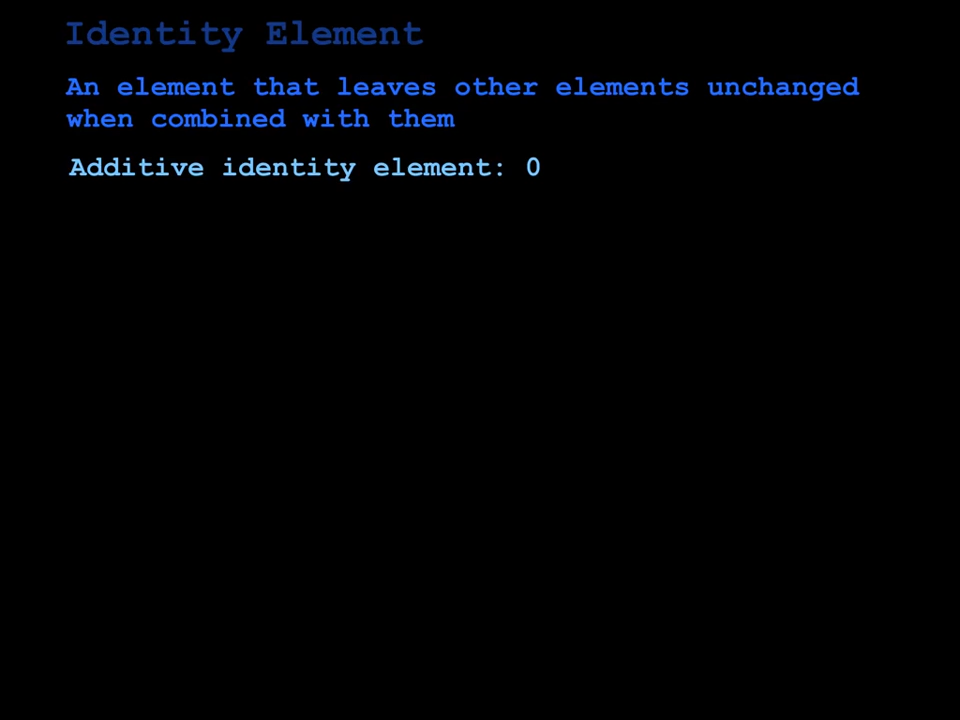 Identity Element
An element that leaves other elements unchanged
when combined with them
Additive identity element: 0